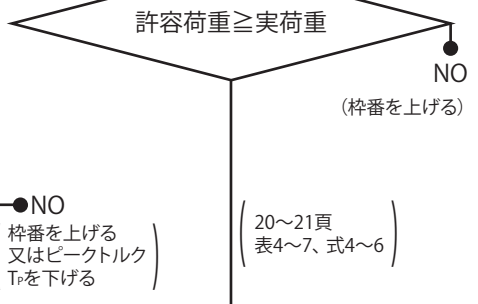 許容荷重≧実荷重
NO
（枠番を上げる）
NO
枠番を上げる
又はピークトルク
TPを下げる
20～21頁
表4～7、式4～6